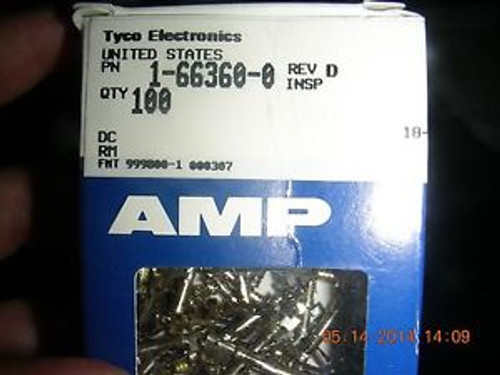 Tyco Electronics
UNITED STATES
PN 1-66360-0 REV D
QTY 100 INSP
DC 18-
RM
FMT 999800-1 000307
AMP
05-14-2014 14:09